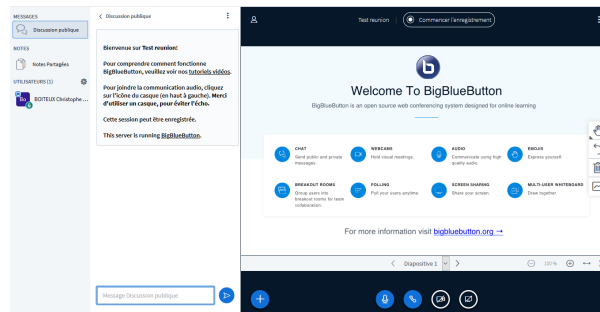 MESSAGES
Discussion publique
NOTES
Notes Partagées
UTILISATEURS (1)
Bo
BOITEUX Christophe ...
Discussion publique
Bienvenue sur Test reunion!
Pour comprendre comment fonctionne
BigBlueButton, veuillez voir nos tutoriels vidéos.
Pour joindre la communication audio, cliquez
sur l'icône du casque (en haut à gauche). Merci
d'utiliser un casque, pour éviter l'écho.
Cette session peut être enregistrée.
This server is running BigBlueButton.
Message Discussion publique
Test reunion
Commencer l'enregistrement
b
Welcome To BigBlueButton
BigBlueButton is an open source web conferencing system designed for online learning
CHAT
Send public and private
messages.
WEBCAMS
Hold visual meetings.
AUDIO
Communicate using high
quality audio.
EMOJIS
Express yourself.
BREAKOUT ROOMS
Group users into
breakout rooms for team
collaboration.
POLLING
Poll your users anytime.
SCREEN SHARING
Share your screen.
MULTI-USER WHITEBOARD
Draw together.
For more information visit bigbluebutton.org →
Diapositive 1
100 %